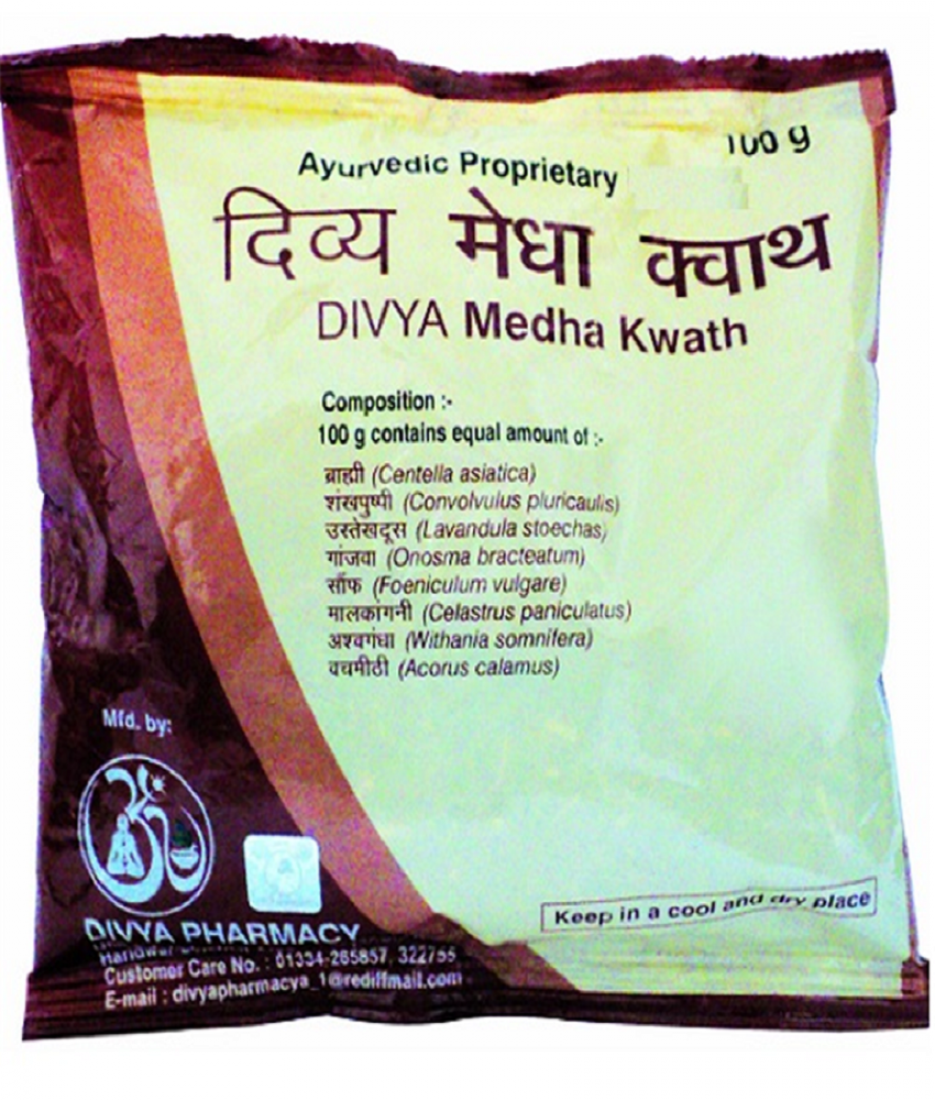 100 g
Ayurvedic Proprietary
दिव्य मेधा क्वाथ
DIVYA Medha Kwath
Composition :-
100 g contains equal amount of :-
ब्राह्मी (Centella asiatica)
शंखपुष्पी (Convolvulus pluricaulis)
उस्तेखदूस (Lavandula stoechas)
गांजवा (Onosma bracteatum)
सौंफ (Foeniculum vulgare)
मालकांगनी (Celastrus paniculatus)
अश्वगंधा (Withania somnifera)
वचमीठी (Acorus calamus)
Mfd. by:
DIVYA PHARMACY
Customer Care No. : 01334-265857, 322755
E-mail : divyapharmacya_1@rediffmail.com
Keep in a cool and dry place